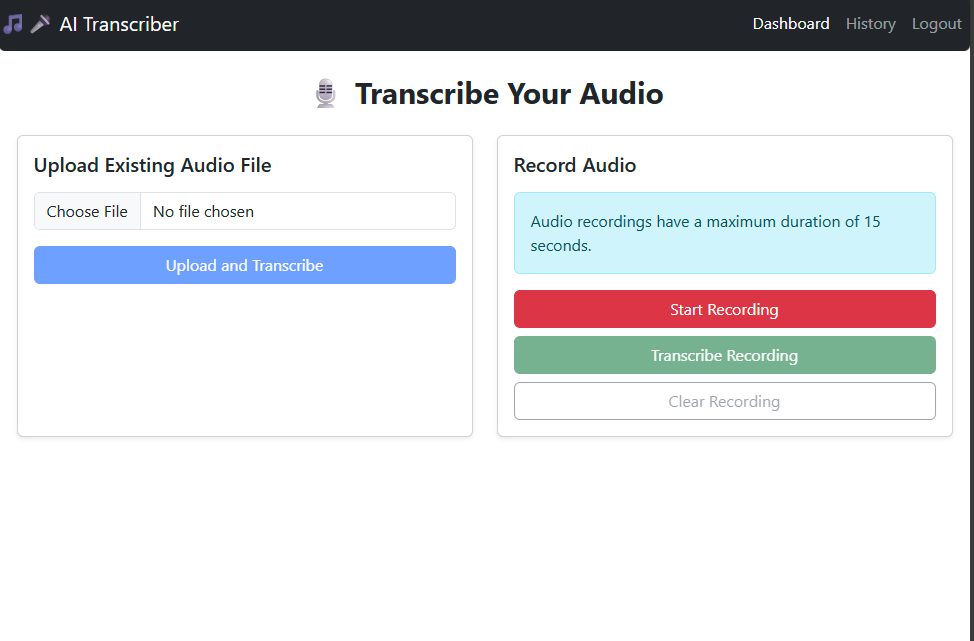 AI Transcriber
Dashboard History Logout
Transcribe Your Audio
Upload Existing Audio File
Choose File No file chosen
Upload and Transcribe
Record Audio
Audio recordings have a maximum duration of 15
seconds.
Start Recording
Transcribe Recording
Clear Recording